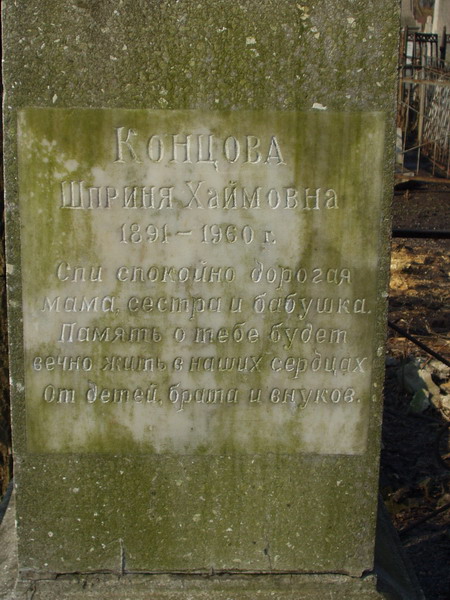 Концова
Шприня Хаймовна
1891 - 1960 г.
Спи спокойно дорогая
мама, сестра и бабушка.
Память о тебе будет
вечно жить в наших сердцах
От детей, брата и внуков.